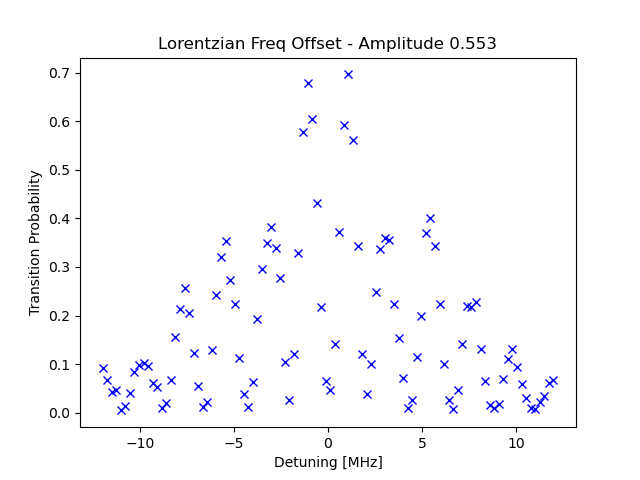 Lorentzian Freq Offset - Amplitude 0.553
Transition Probability
0.7
0.6
0.5
0.4
0.3
0.2
0.1
0.0
−10 −5 0 5 10
Detuning [MHz]